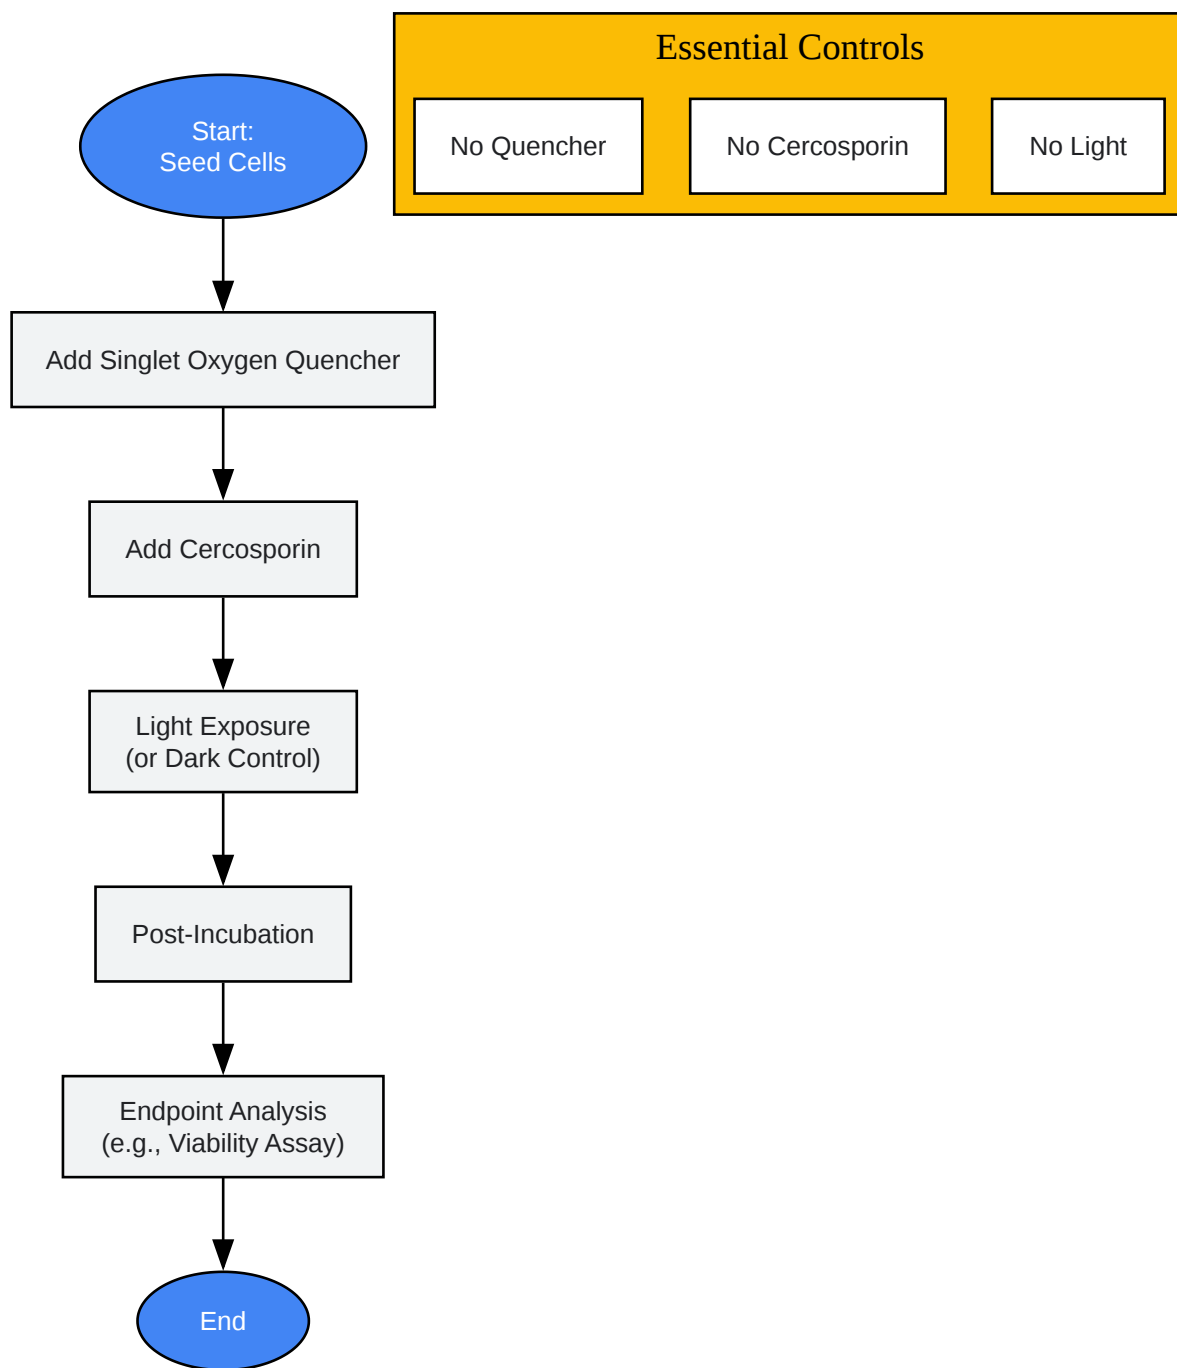 Start:
Seed Cells
Essential Controls
No Quencher
No Cercosporin
No Light
Add Singlet Oxygen Quencher
Add Cercosporin
Light Exposure
(or Dark Control)
Post-Incubation
Endpoint Analysis
(e.g., Viability Assay)
End